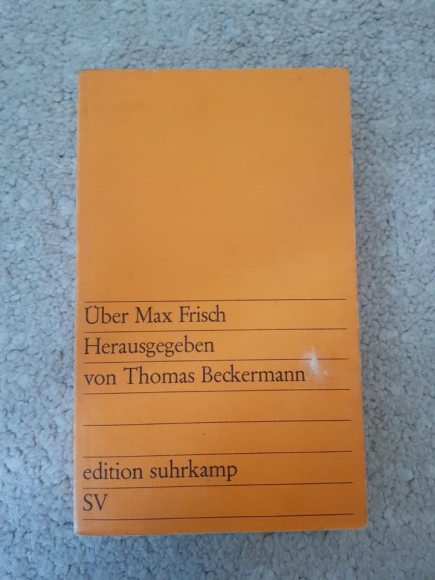 Über Max Frisch
Herausgegeben
von Thomas Beckermann
edition suhrkamp
SV